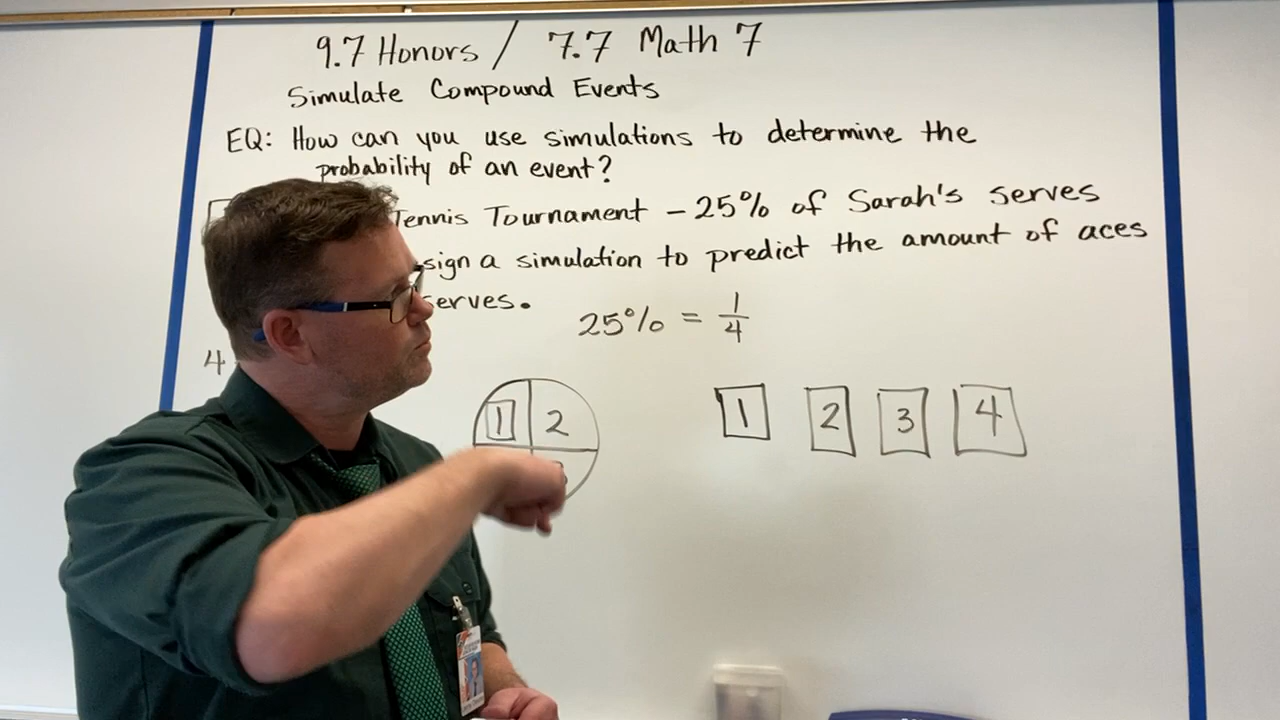 9.7 Honors / 7.7 Math 7
Simulate Compound Events
EQ: How can you use simulations to determine the
probability of an event?
Tennis Tournament - 25% of Sarah's serves
sign a simulation to predict the amount of aces
serves.
25% = 1/4
4
1 2
1 2 3 4